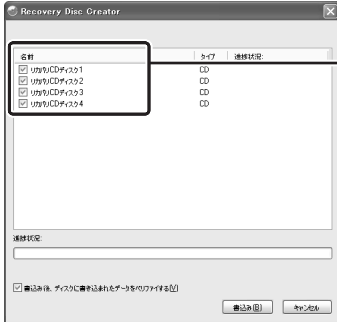 Recovery Disc Creator
名前 タイプ 進捗状況:
リカバリCDディスク1 CD
リカバリCDディスク2 CD
リカバリCDディスク3 CD
リカバリCDディスク4 CD
進捗状況:
書込み後、ディスクに書き込まれたデータをベリファイする(V)
書込み(B) キャンセル